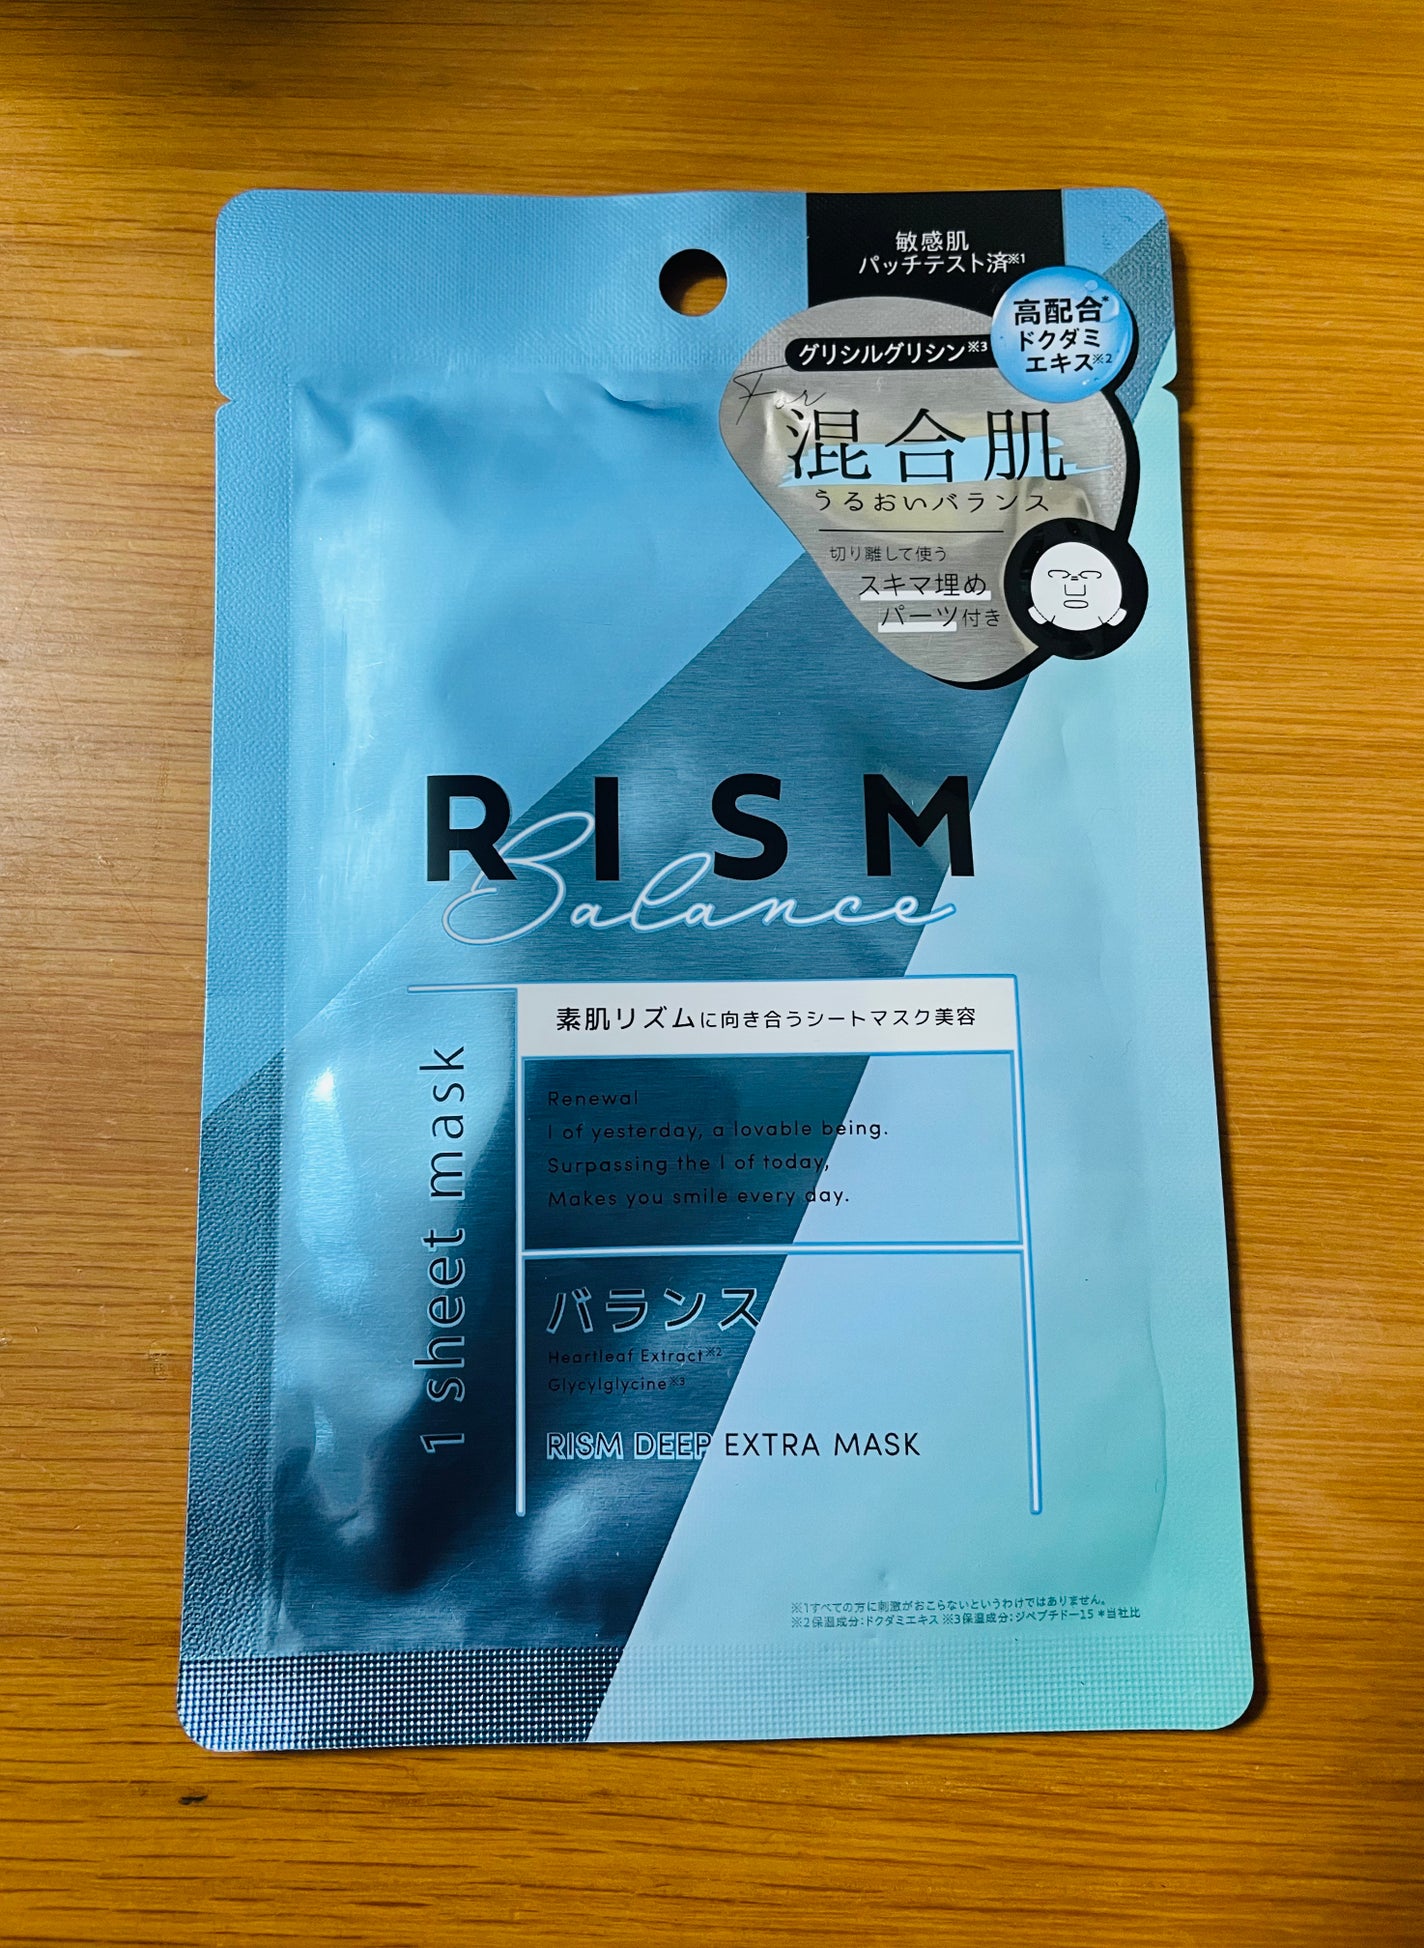 敏感肌
パッチテスト済※1
高配合*
ドクダミ
エキス※2
グリシルグリシン※3
For
混合肌
うるおいバランス
切り離して使う
スキマ埋め
パーツ付き
RISM
Balance
素肌リズムに向き合うシートマスク美容
1 sheet mask
Renewal
I of yesterday, a lovable being.
Surpassing the I of today,
Makes you smile every day.
バランス
Heartleaf Extract※2
Glycylglycine※3
RISM DEEP EXTRA MASK
※1すべての方に刺激がおこらないというわけではありません。
※2保湿成分：ドクダミエキス ※3保湿成分：ジペプチド－15 *当社比